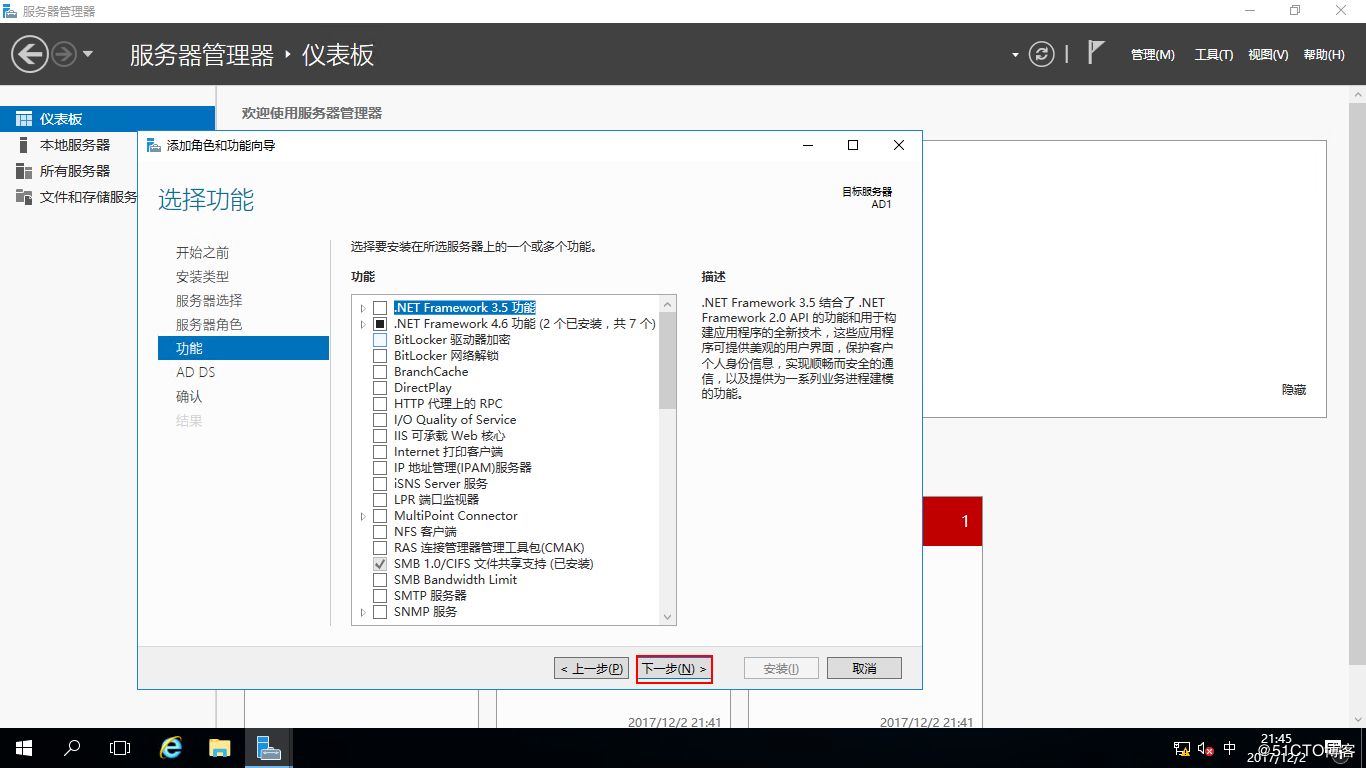 服务器管理器
服务器管理器 · 仪表板
管理(M) 工具(T) 视图(V) 帮助(H)
仪表板
本地服务器
所有服务器
文件和存储服务
欢迎使用服务器管理器
添加角色和功能向导
选择功能
目标服务器
AD1
开始之前
安装类型
服务器选择
服务器角色
功能
AD DS
确认
结果
选择要安装在所选服务器上的一个或多个功能。
功能
.NET Framework 3.5 功能
.NET Framework 4.6 功能 (2 个已安装，共 7 个)
BitLocker 驱动器加密
BitLocker 网络解锁
BranchCache
DirectPlay
HTTP 代理上的 RPC
I/O Quality of Service
IIS 可承载 Web 核心
Internet 打印客户端
IP 地址管理(IPAM)服务器
iSNS Server 服务
LPR 端口监视器
MultiPoint Connector
NFS 客户端
RAS 连接管理器管理工具包(CMAK)
SMB 1.0/CIFS 文件共享支持 (已安装)
SMB Bandwidth Limit
SMTP 服务器
SNMP 服务
描述
.NET Framework 3.5 结合了 .NET
Framework 2.0 API 的功能和用于构
建应用程序的全新技术，这些应用程
序可提供美观的用户界面，保护客户
个人身份信息，实现顺畅而安全的通
信，以及提供为一系列业务进程建模
的功能。
隐藏
1
< 上一步(P) 下一步(N) > 安装(I) 取消
2017/12/2 21:41 2017/12/2 21:41
中
21:45
2017/12/2
@51CTO博客